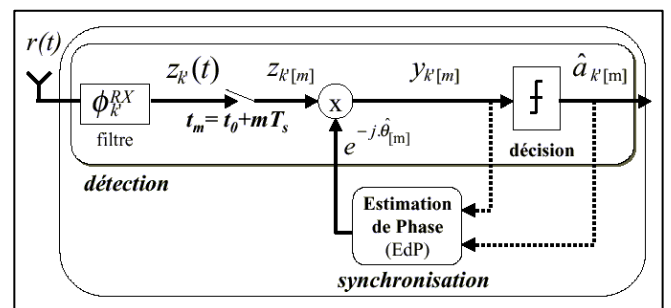 r(t)
z_k'(t)
z_k'[m]
y_k'[m]
â_k'[m]
ϕ_k'^RX
x
filtre
t_m = t_0 + mT_s
e^-j.θ̂[m]
décision
détection
Estimation
de Phase
(EdP)
synchronisation